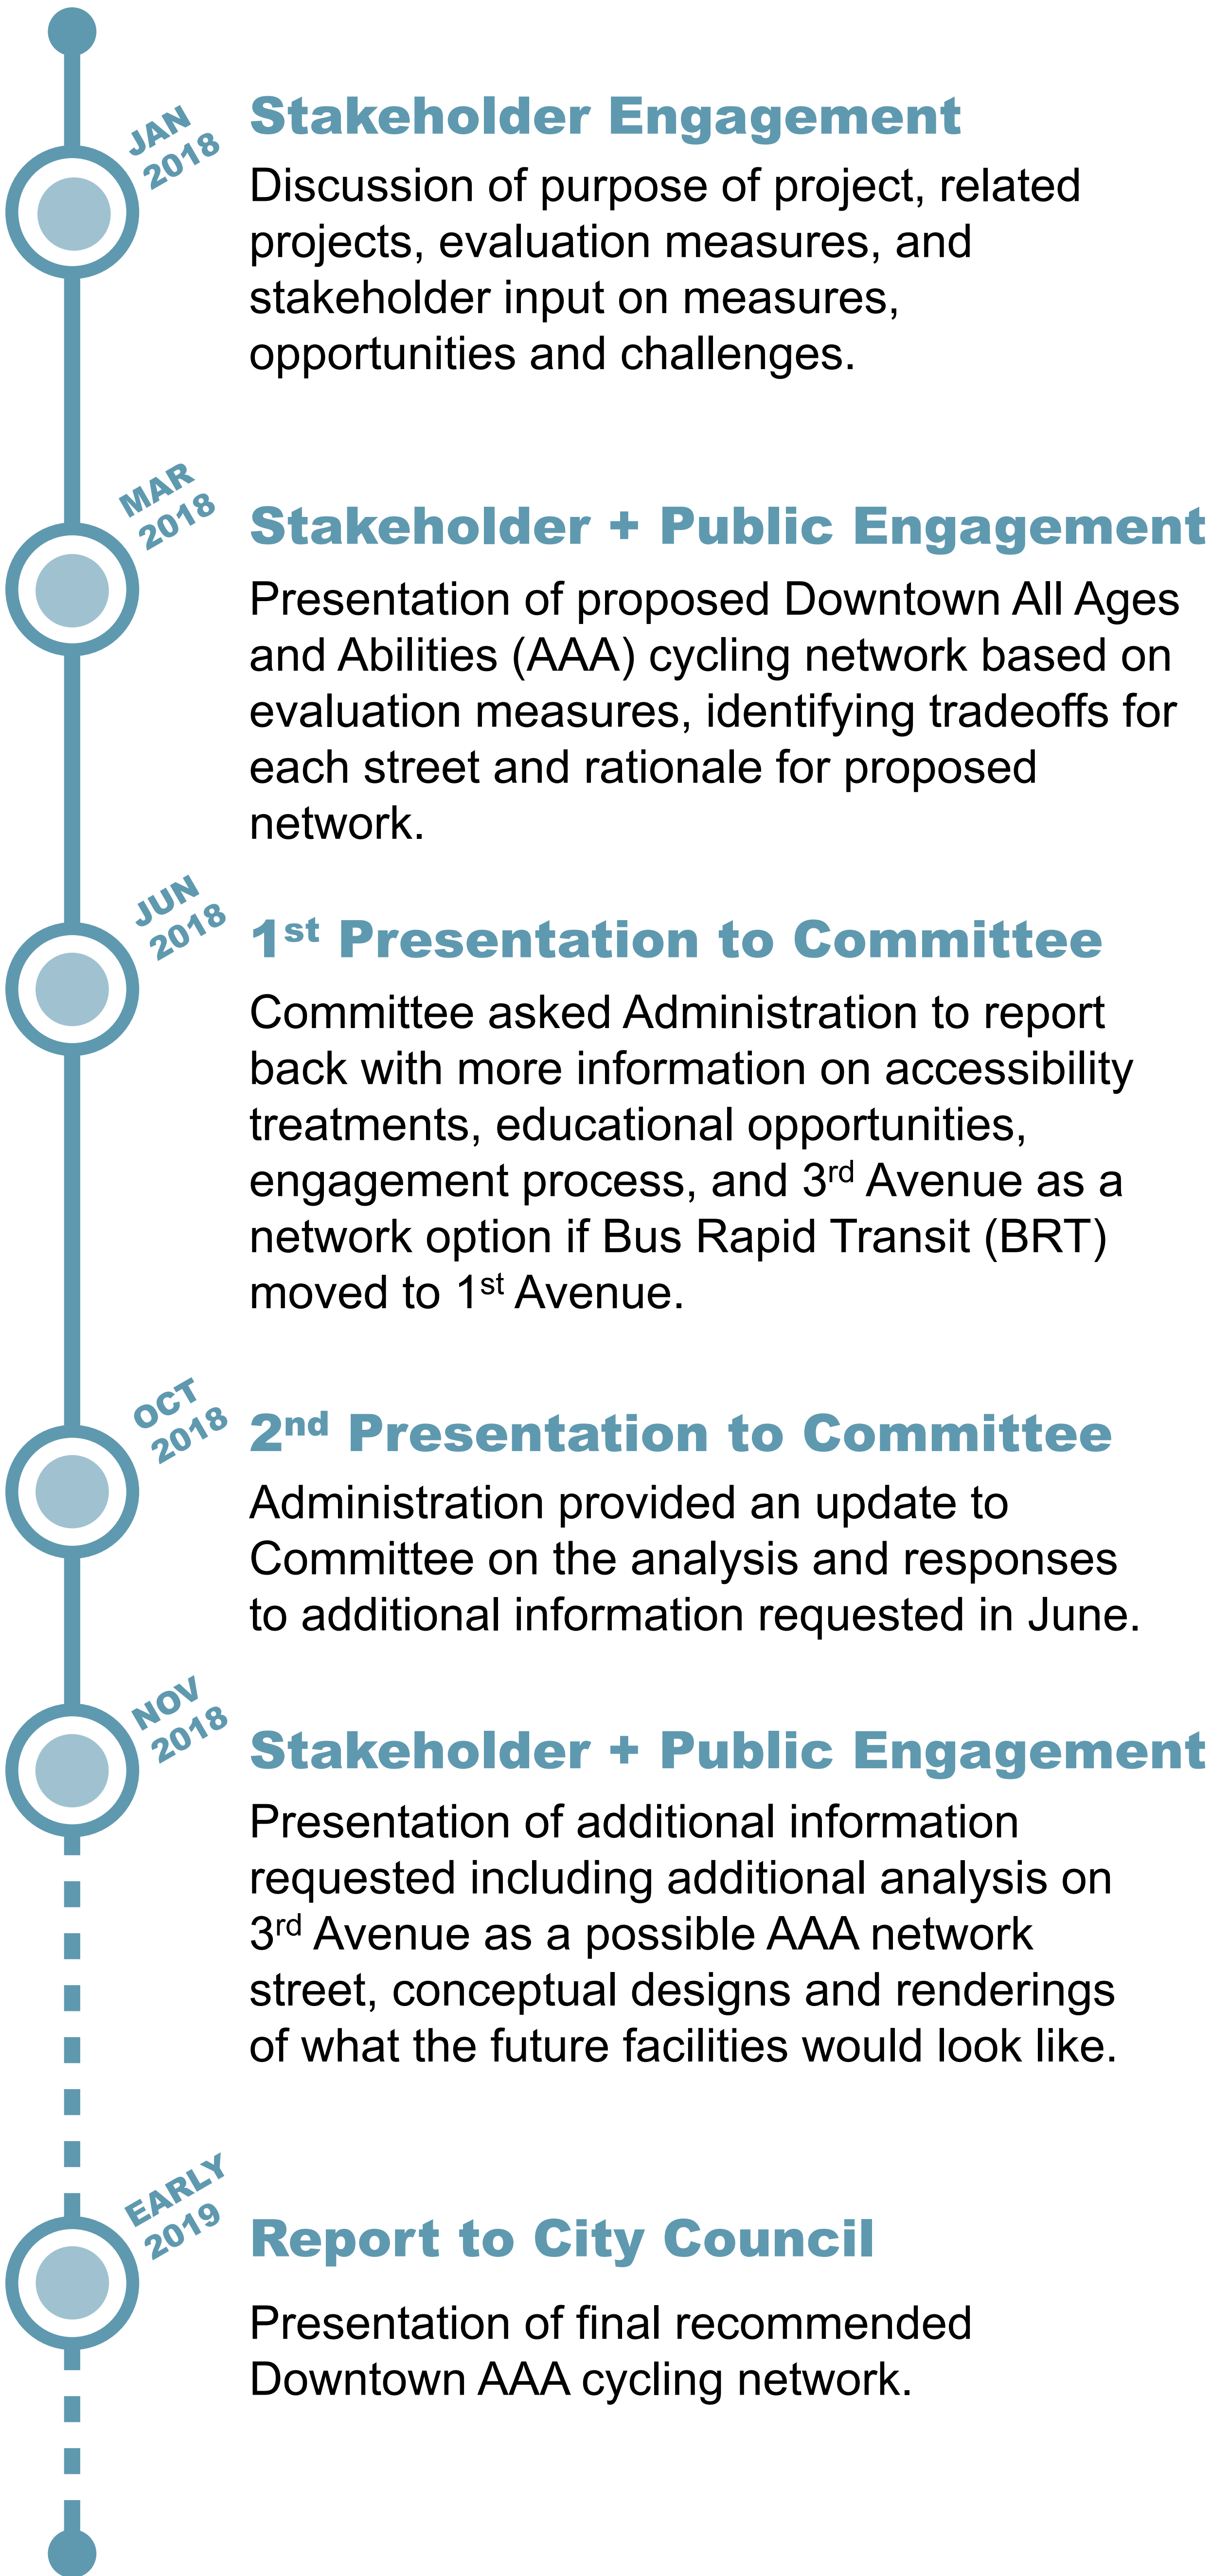 JAN
2018
Stakeholder Engagement
Discussion of purpose of project, related
projects, evaluation measures, and
stakeholder input on measures,
opportunities and challenges.
MAR
2018
Stakeholder + Public Engagement
Presentation of proposed Downtown All Ages
and Abilities (AAA) cycling network based on
evaluation measures, identifying tradeoffs for
each street and rationale for proposed
network.
JUN
2018
1st Presentation to Committee
Committee asked Administration to report
back with more information on accessibility
treatments, educational opportunities,
engagement process, and 3rd Avenue as a
network option if Bus Rapid Transit (BRT)
moved to 1st Avenue.
OCT
2018
2nd Presentation to Committee
Administration provided an update to
Committee on the analysis and responses
to additional information requested in June.
NOV
2018
Stakeholder + Public Engagement
Presentation of additional information
requested including additional analysis on
3rd Avenue as a possible AAA network
street, conceptual designs and renderings
of what the future facilities would look like.
EARLY
2019
Report to City Council
Presentation of final recommended
Downtown AAA cycling network.